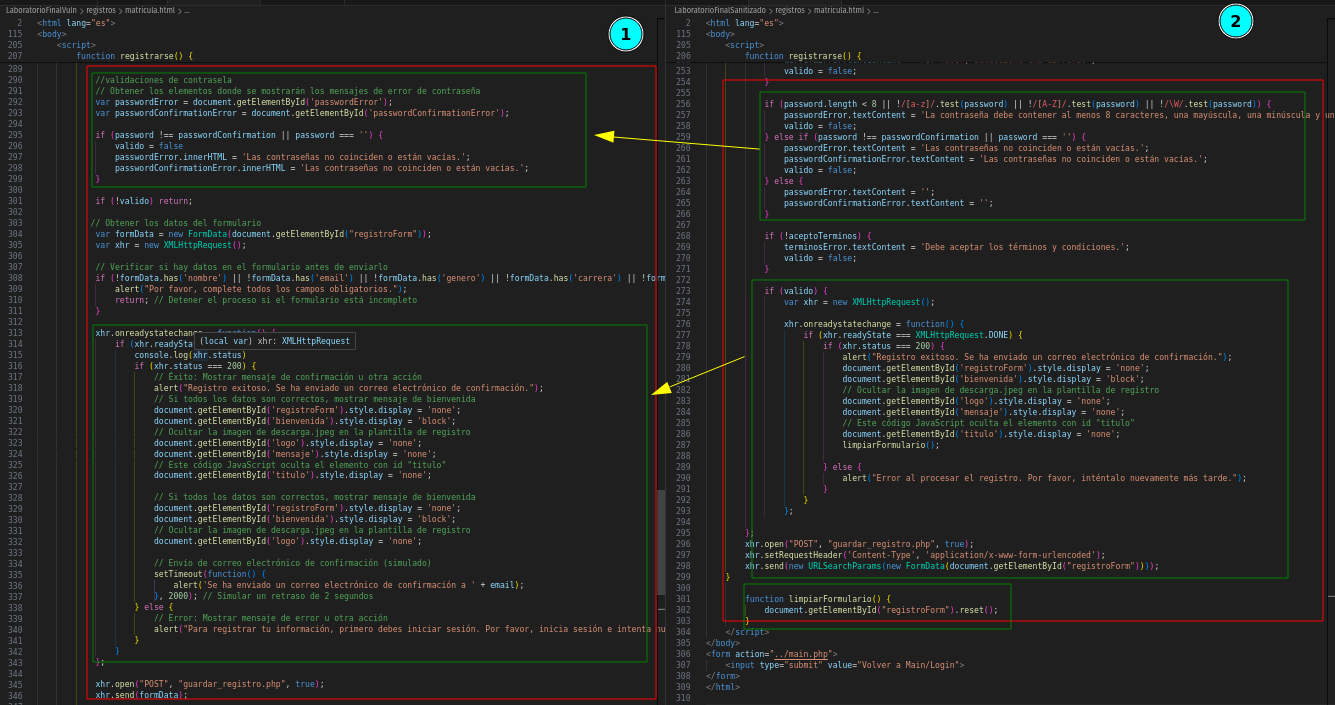 LaboratorioFinalVuln > registros > matricula.html > ...
1
2 <html lang="es">
115 <body>
205 <script>
207 function registrarse() {
289
290 //validaciones de contrasela
291 // Obtener los elementos donde se mostrarán los mensajes de error de contraseña
292 var passwordError = document.getElementById('passwordError');
293 var passwordConfirmationError = document.getElementById('passwordConfirmationError');
294
295 if (password !== passwordConfirmation || password === '') {
296 valido = false
297 passwordError.innerHTML = 'Las contraseñas no coinciden o están vacías.';
298 passwordConfirmationError.innerHTML = 'Las contraseñas no coinciden o están vacías.';
299 }
300
301 if (!valido) return;
302
303 // Obtener los datos del formulario
304 var formData = new FormData(document.getElementById("registroForm"));
305 var xhr = new XMLHttpRequest();
306
307 // Verificar si hay datos en el formulario antes de enviarlo
308 if (!formData.has('nombre') || !formData.has('email') || !formData.has('genero') || !formData.has('carrera') || !form
309 alert("Por favor, complete todos los campos obligatorios.");
310 return; // Detener el proceso si el formulario está incompleto
311 }
312
313 xhr.onreadystatechange = function() {
314 if (xhr.readySta
(local var) xhr: XMLHttpRequest
315 console.log(xhr.status)
316 if (xhr.status === 200) {
317 // Éxito: Mostrar mensaje de confirmación u otra acción
318 alert("Registro exitoso. Se ha enviado un correo electrónico de confirmación.");
319 // Si todos los datos son correctos, mostrar mensaje de bienvenida
320 document.getElementById('registroForm').style.display = 'none';
321 document.getElementById('bienvenida').style.display = 'block';
322 // Ocultar la imagen de descarga.jpeg en la plantilla de registro
323 document.getElementById('logo').style.display = 'none';
324 document.getElementById('mensaje').style.display = 'none';
325 // Este código JavaScript oculta el elemento con id "titulo"
326 document.getElementById('titulo').style.display = 'none';
327
328 // Si todos los datos son correctos, mostrar mensaje de bienvenida
329 document.getElementById('registroForm').style.display = 'none';
330 document.getElementById('bienvenida').style.display = 'block';
331 // Ocultar la imagen de descarga.jpeg en la plantilla de registro
332 document.getElementById('logo').style.display = 'none';
333
334 // Envío de correo electrónico de confirmación (simulado)
335 setTimeout(function() {
336 alert('Se ha enviado un correo electrónico de confirmación a ' + email);
337 }, 2000); // Simular un retraso de 2 segundos
338 } else {
339 // Error: Mostrar mensaje de error u otra acción
340 alert("Para registrar tu información, primero debes iniciar sesión. Por favor, inicia sesión e intenta nu
341 }
342 }
343 };
344
345 xhr.open("POST", "guardar_registro.php", true);
346 xhr.send(formData);
LaboratorioFinalSanitizado > registros > matricula.html > ...
2
2 <html lang="es">
115 <body>
205 <script>
206 function registrarse() {
253 valido = false;
254 }
255
256 if (password.length < 8 || !/[a-z]/.test(password) || !/[A-Z]/.test(password) || !/\W/.test(password)) {
257 passwordError.textContent = 'La contraseña debe contener al menos 8 caracteres, una mayúscula, una minúscula y un
258 valido = false;
259 } else if (password !== passwordConfirmation || password === '') {
260 passwordError.textContent = 'Las contraseñas no coinciden o están vacías.';
261 passwordConfirmationError.textContent = 'Las contraseñas no coinciden o están vacías.';
262 valido = false;
263 } else {
264 passwordError.textContent = '';
265 passwordConfirmationError.textContent = '';
266 }
267
268 if (!aceptoTerminos) {
269 terminosError.textContent = 'Debe aceptar los términos y condiciones.';
270 valido = false;
271 }
272
273 if (valido) {
274 var xhr = new XMLHttpRequest();
275
276 xhr.onreadystatechange = function() {
277 if (xhr.readyState === XMLHttpRequest.DONE) {
278 if (xhr.status === 200) {
279 alert("Registro exitoso. Se ha enviado un correo electrónico de confirmación.");
280 document.getElementById('registroForm').style.display = 'none';
281 document.getElementById('bienvenida').style.display = 'block';
282 // Ocultar la imagen de descarga.jpeg en la plantilla de registro
283 document.getElementById('logo').style.display = 'none';
284 document.getElementById('mensaje').style.display = 'none';
285 // Este código JavaScript oculta el elemento con id "titulo"
286 document.getElementById('titulo').style.display = 'none';
287 limpiarFormulario();
288
289 } else {
290 alert("Error al procesar el registro. Por favor, inténtalo nuevamente más tarde.");
291 }
292 }
293 };
294
295 };
296 xhr.open("POST", "guardar_registro.php", true);
297 xhr.setRequestHeader('Content-Type', 'application/x-www-form-urlencoded');
298 xhr.send(new URLSearchParams(new FormData(document.getElementById("registroForm"))));
299 }
300
301 function limpiarFormulario() {
302 document.getElementById("registroForm").reset();
303 }
304 </script>
305 </body>
306 <form action="../main.php">
307 <input type="submit" value="Volver a Main/Login">
308 </form>
309 </html>
310